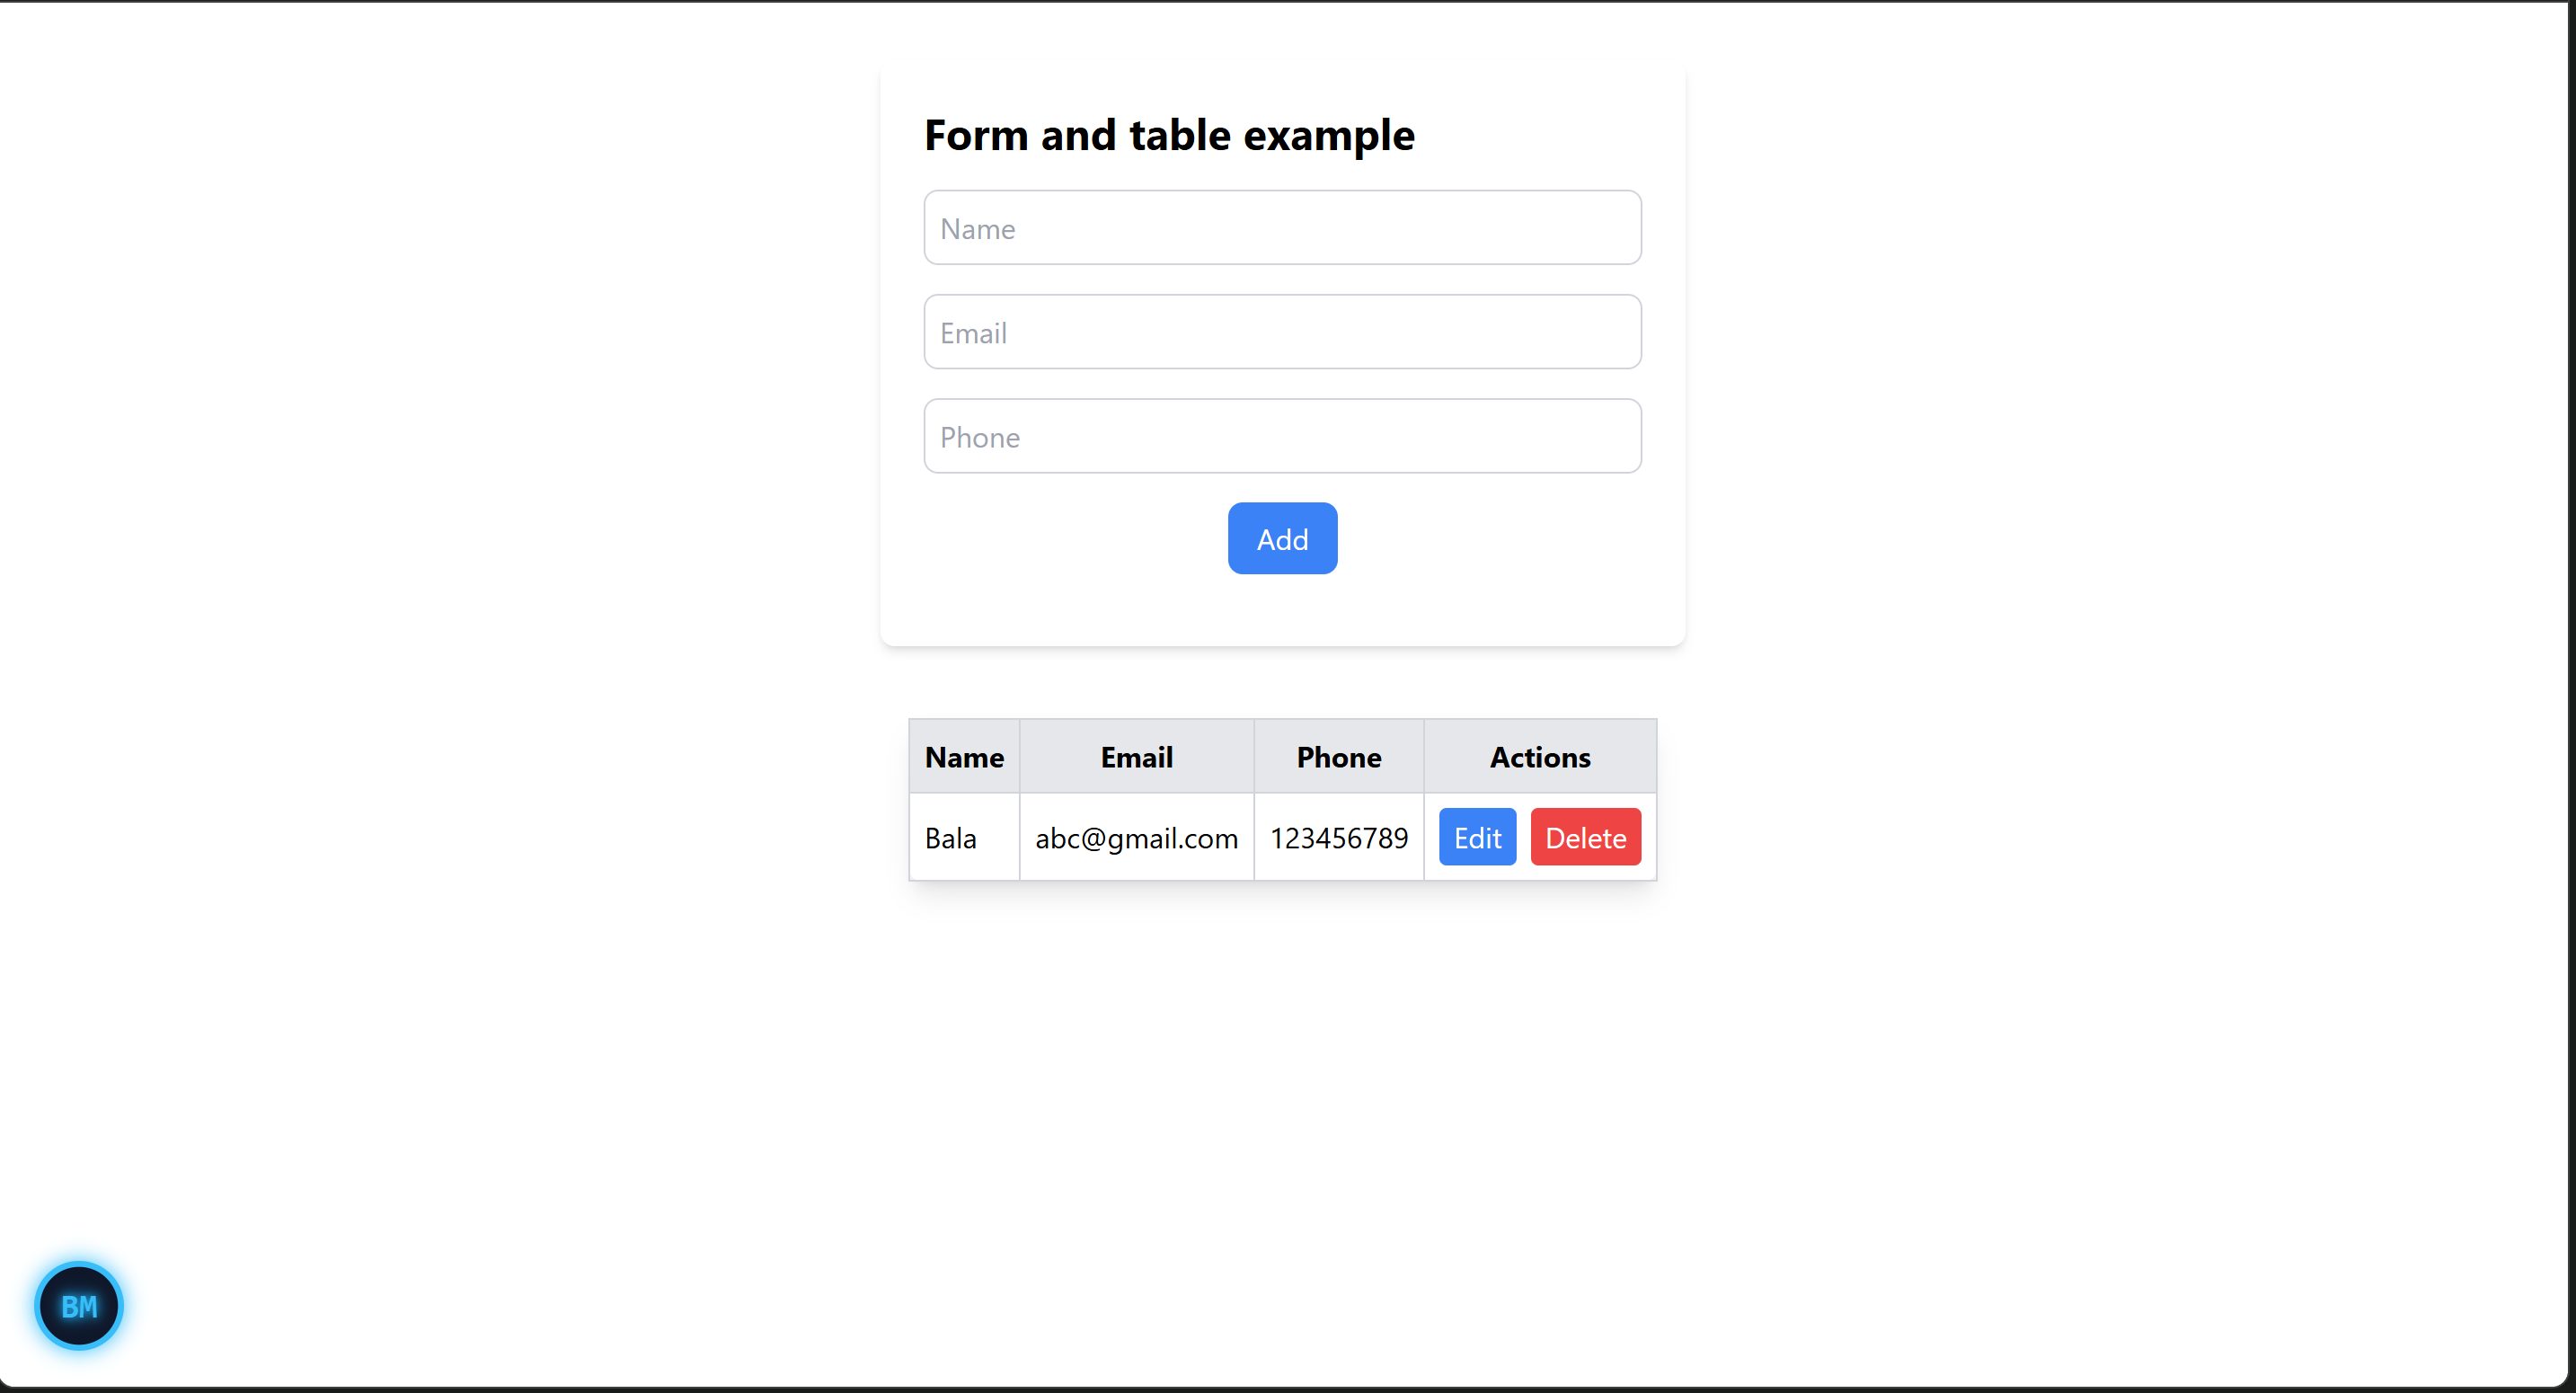 Form and table example
Name
Email
Phone
Add
Name Email Phone Actions
Bala abc@gmail.com 123456789 Edit Delete
BM